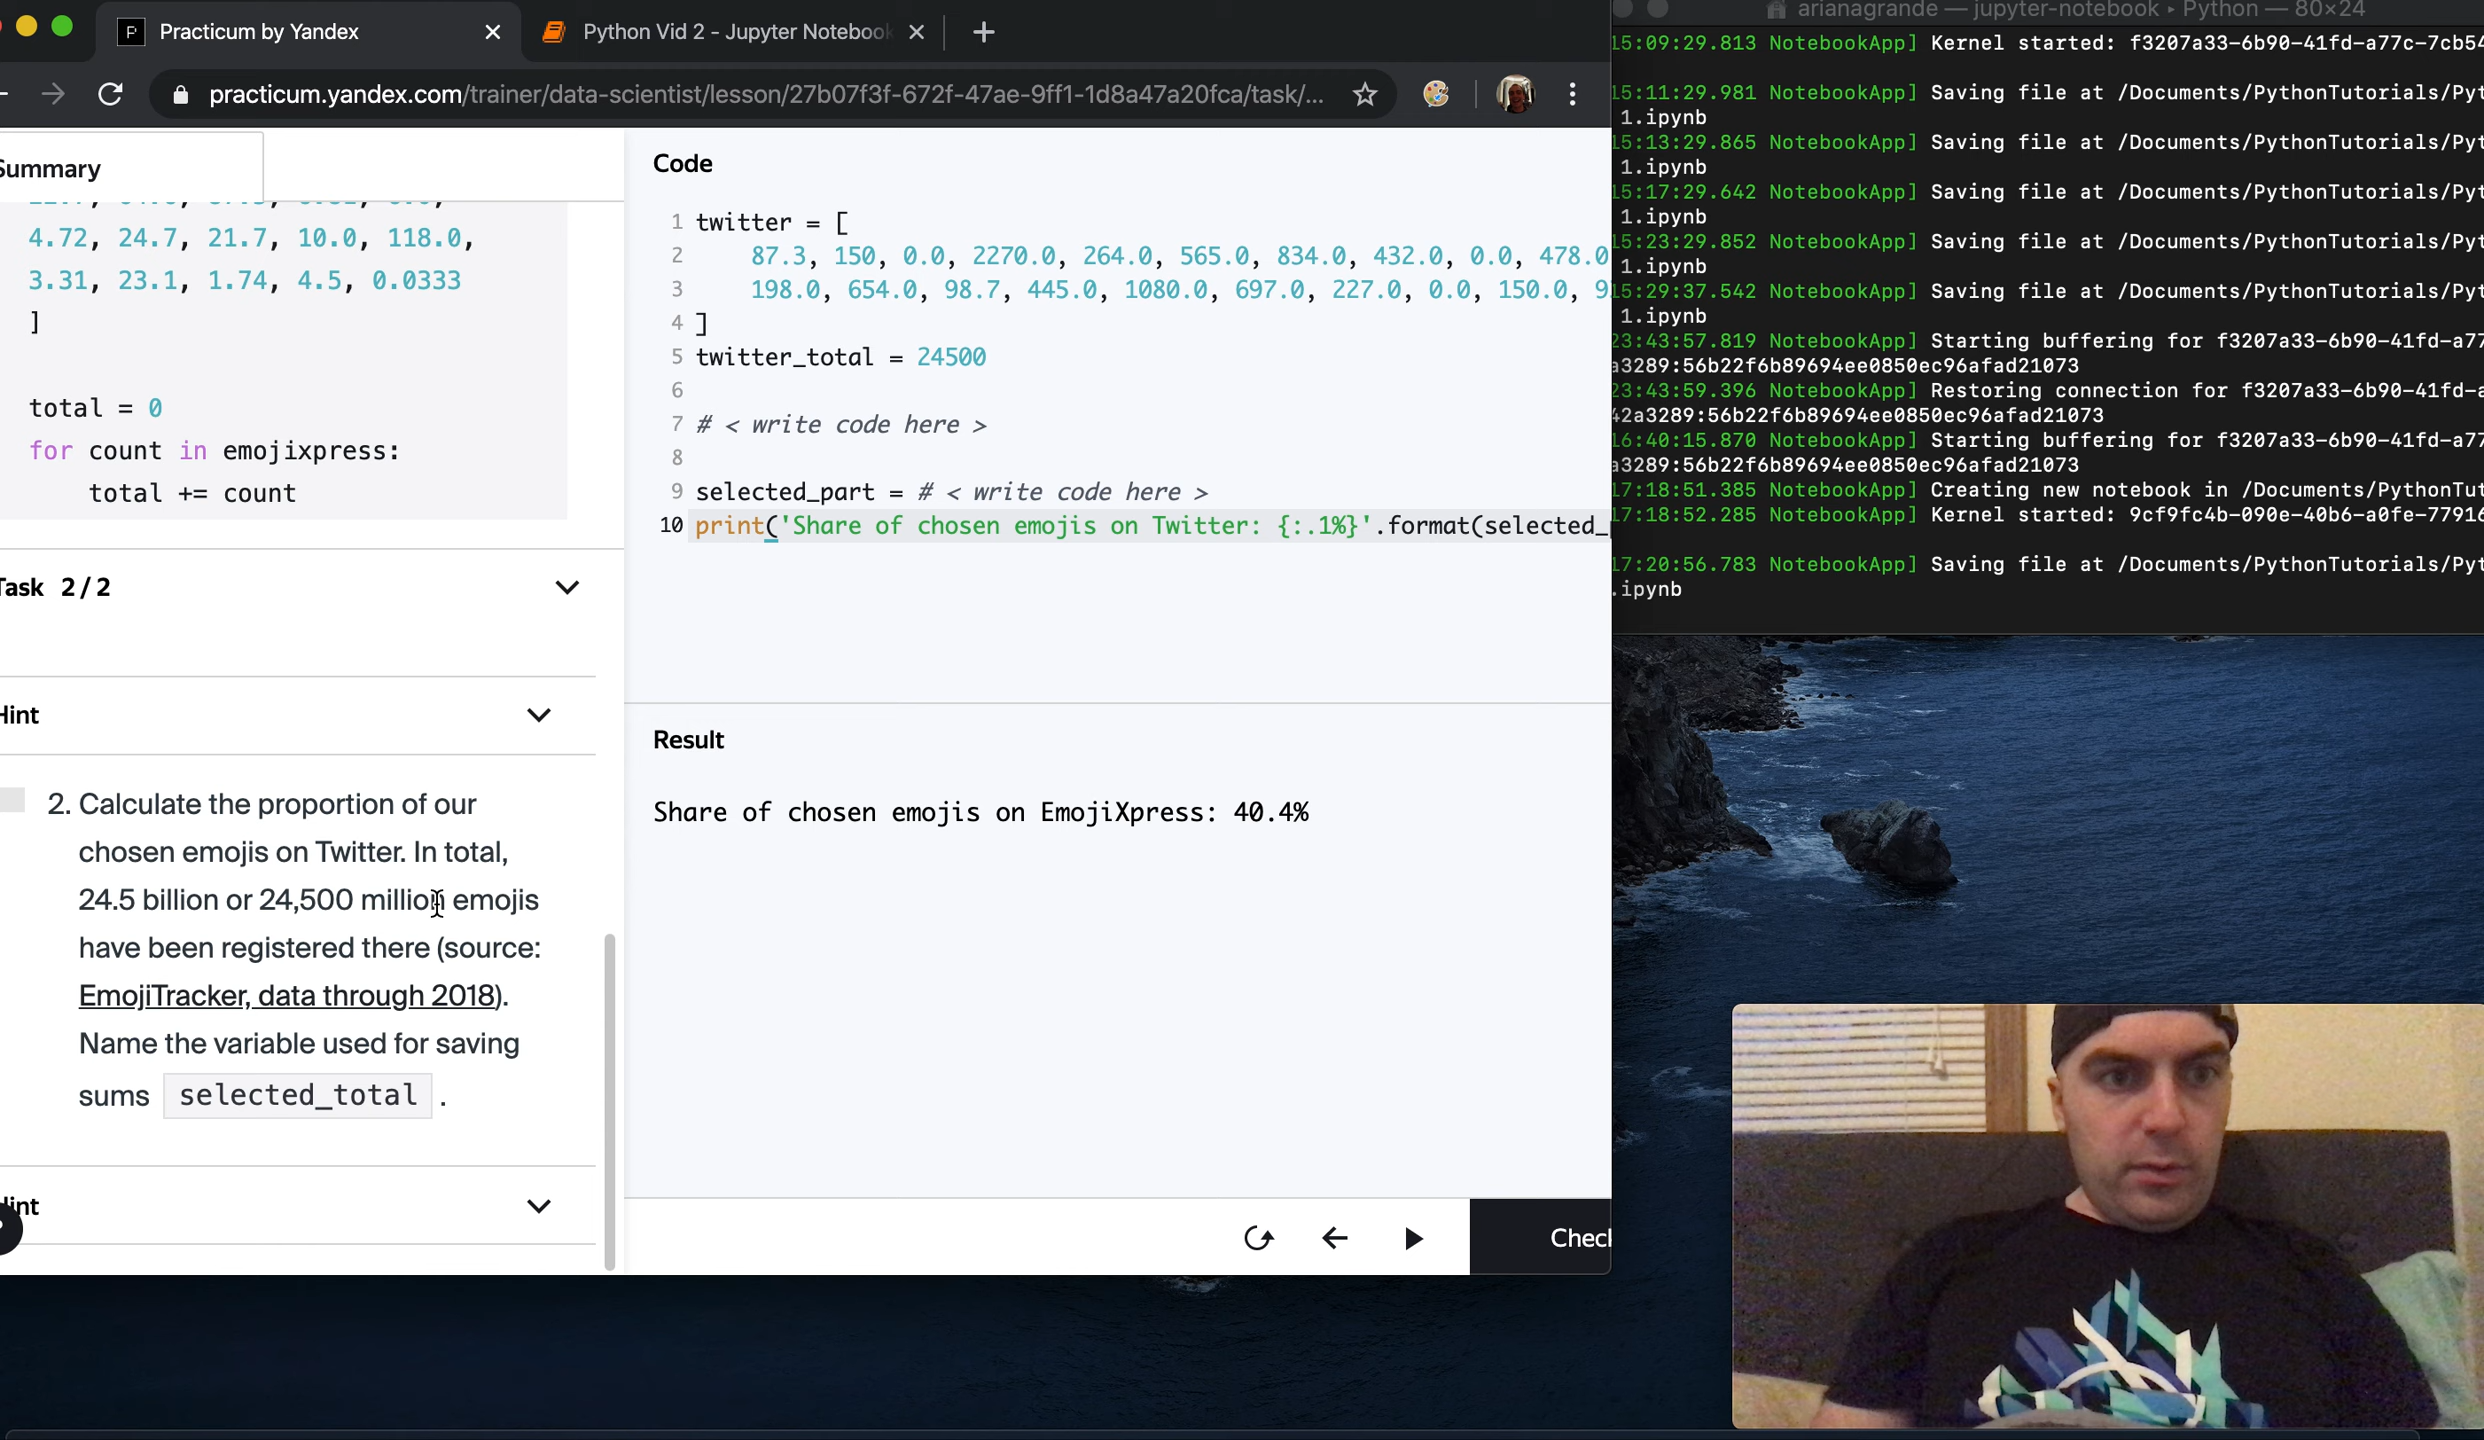 Practicum by Yandex
Python Vid 2 - Jupyter Notebook
practicum.yandex.com/trainer/data-scientist/lesson/27b07f3f-672f-47ae-9ff1-1d8a47a20fca/task/...
Summary
4.72, 24.7, 21.7, 10.0, 118.0,
3.31, 23.1, 1.74, 4.5, 0.0333
]
total = 0
for count in emojixpress:
total += count
Task 2/2
Hint
2. Calculate the proportion of our
chosen emojis on Twitter. In total,
24.5 billion or 24,500 million emojis
have been registered there (source:
EmojiTracker, data through 2018).
Name the variable used for saving
sums selected_total .
Hint
Code
1 twitter = [
2 87.3, 150, 0.0, 2270.0, 264.0, 565.0, 834.0, 432.0, 0.0, 478.0
3 198.0, 654.0, 98.7, 445.0, 1080.0, 697.0, 227.0, 0.0, 150.0, 9
4 ]
5 twitter_total = 24500
6
7 # < write code here >
8
9 selected_part = # < write code here >
10 print('Share of chosen emojis on Twitter: {:.1%}'.format(selected_
Result
Share of chosen emojis on EmojiXpress: 40.4%
Check
arianagrande — jupyter-notebook ▸ Python — 80×24
15:09:29.813 NotebookApp] Kernel started: f3207a33-6b90-41fd-a77c-7cb54
15:11:29.981 NotebookApp] Saving file at /Documents/PythonTutorials/Pyt
1.ipynb
15:13:29.865 NotebookApp] Saving file at /Documents/PythonTutorials/Pyt
1.ipynb
15:17:29.642 NotebookApp] Saving file at /Documents/PythonTutorials/Pyt
1.ipynb
15:23:29.852 NotebookApp] Saving file at /Documents/PythonTutorials/Pyt
1.ipynb
15:29:37.542 NotebookApp] Saving file at /Documents/PythonTutorials/Pyt
1.ipynb
23:43:57.819 NotebookApp] Starting buffering for f3207a33-6b90-41fd-a77
a3289:56b22f6b89694ee0850ec96afad21073
23:43:59.396 NotebookApp] Restoring connection for f3207a33-6b90-41fd-a
42a3289:56b22f6b89694ee0850ec96afad21073
16:40:15.870 NotebookApp] Starting buffering for f3207a33-6b90-41fd-a77
a3289:56b22f6b89694ee0850ec96afad21073
17:18:51.385 NotebookApp] Creating new notebook in /Documents/PythonTut
17:18:52.285 NotebookApp] Kernel started: 9cf9fc4b-090e-40b6-a0fe-77916
17:20:56.783 NotebookApp] Saving file at /Documents/PythonTutorials/Pyt
.ipynb